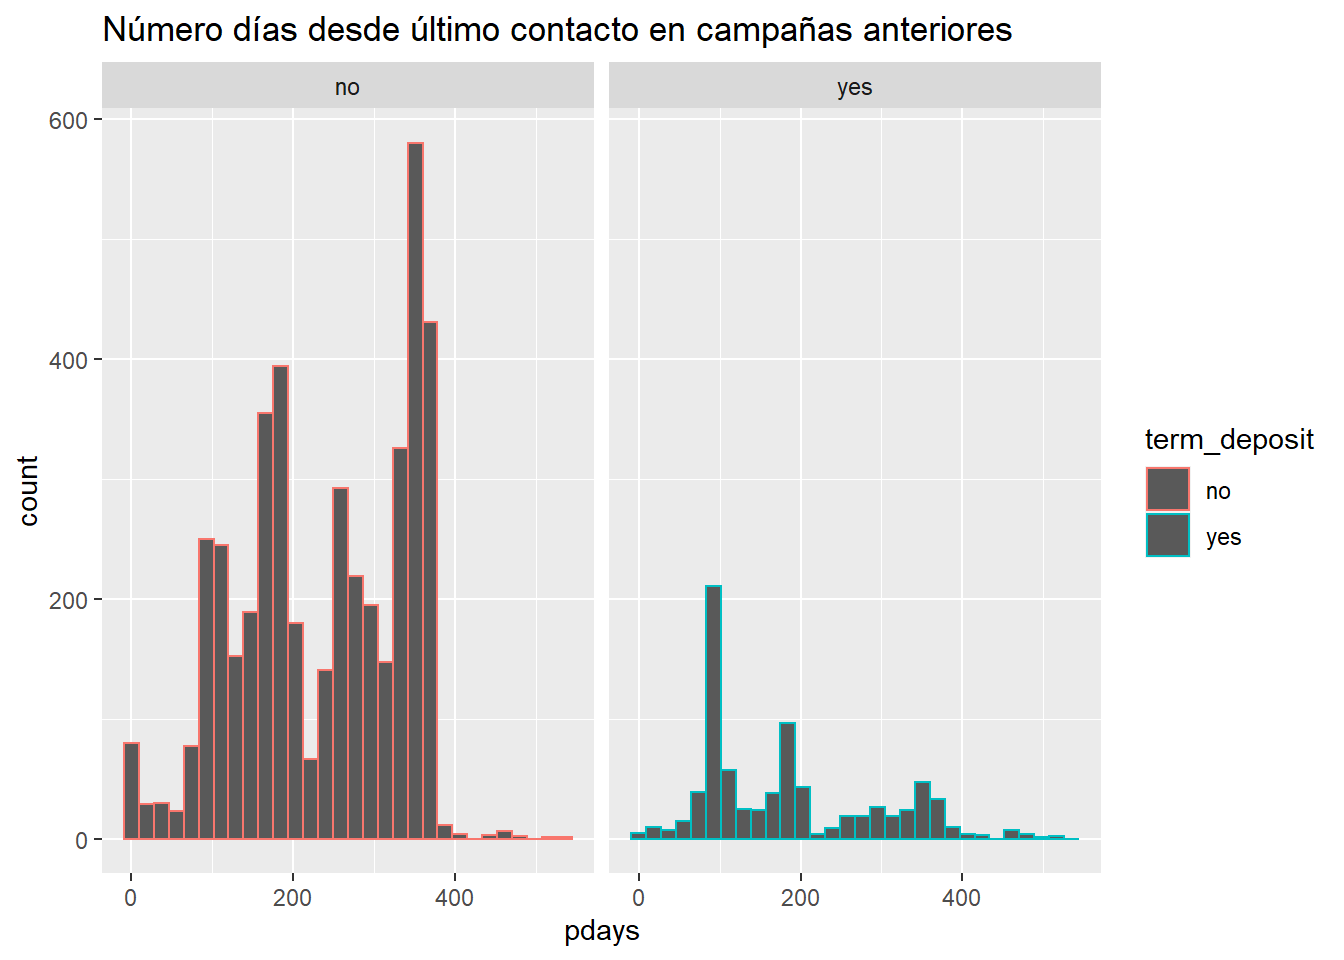 Número días desde último contacto en campañas anteriores
no
yes
600
400
200
0
count
0
200
400
0
200
400
pdays
term_deposit
no
yes